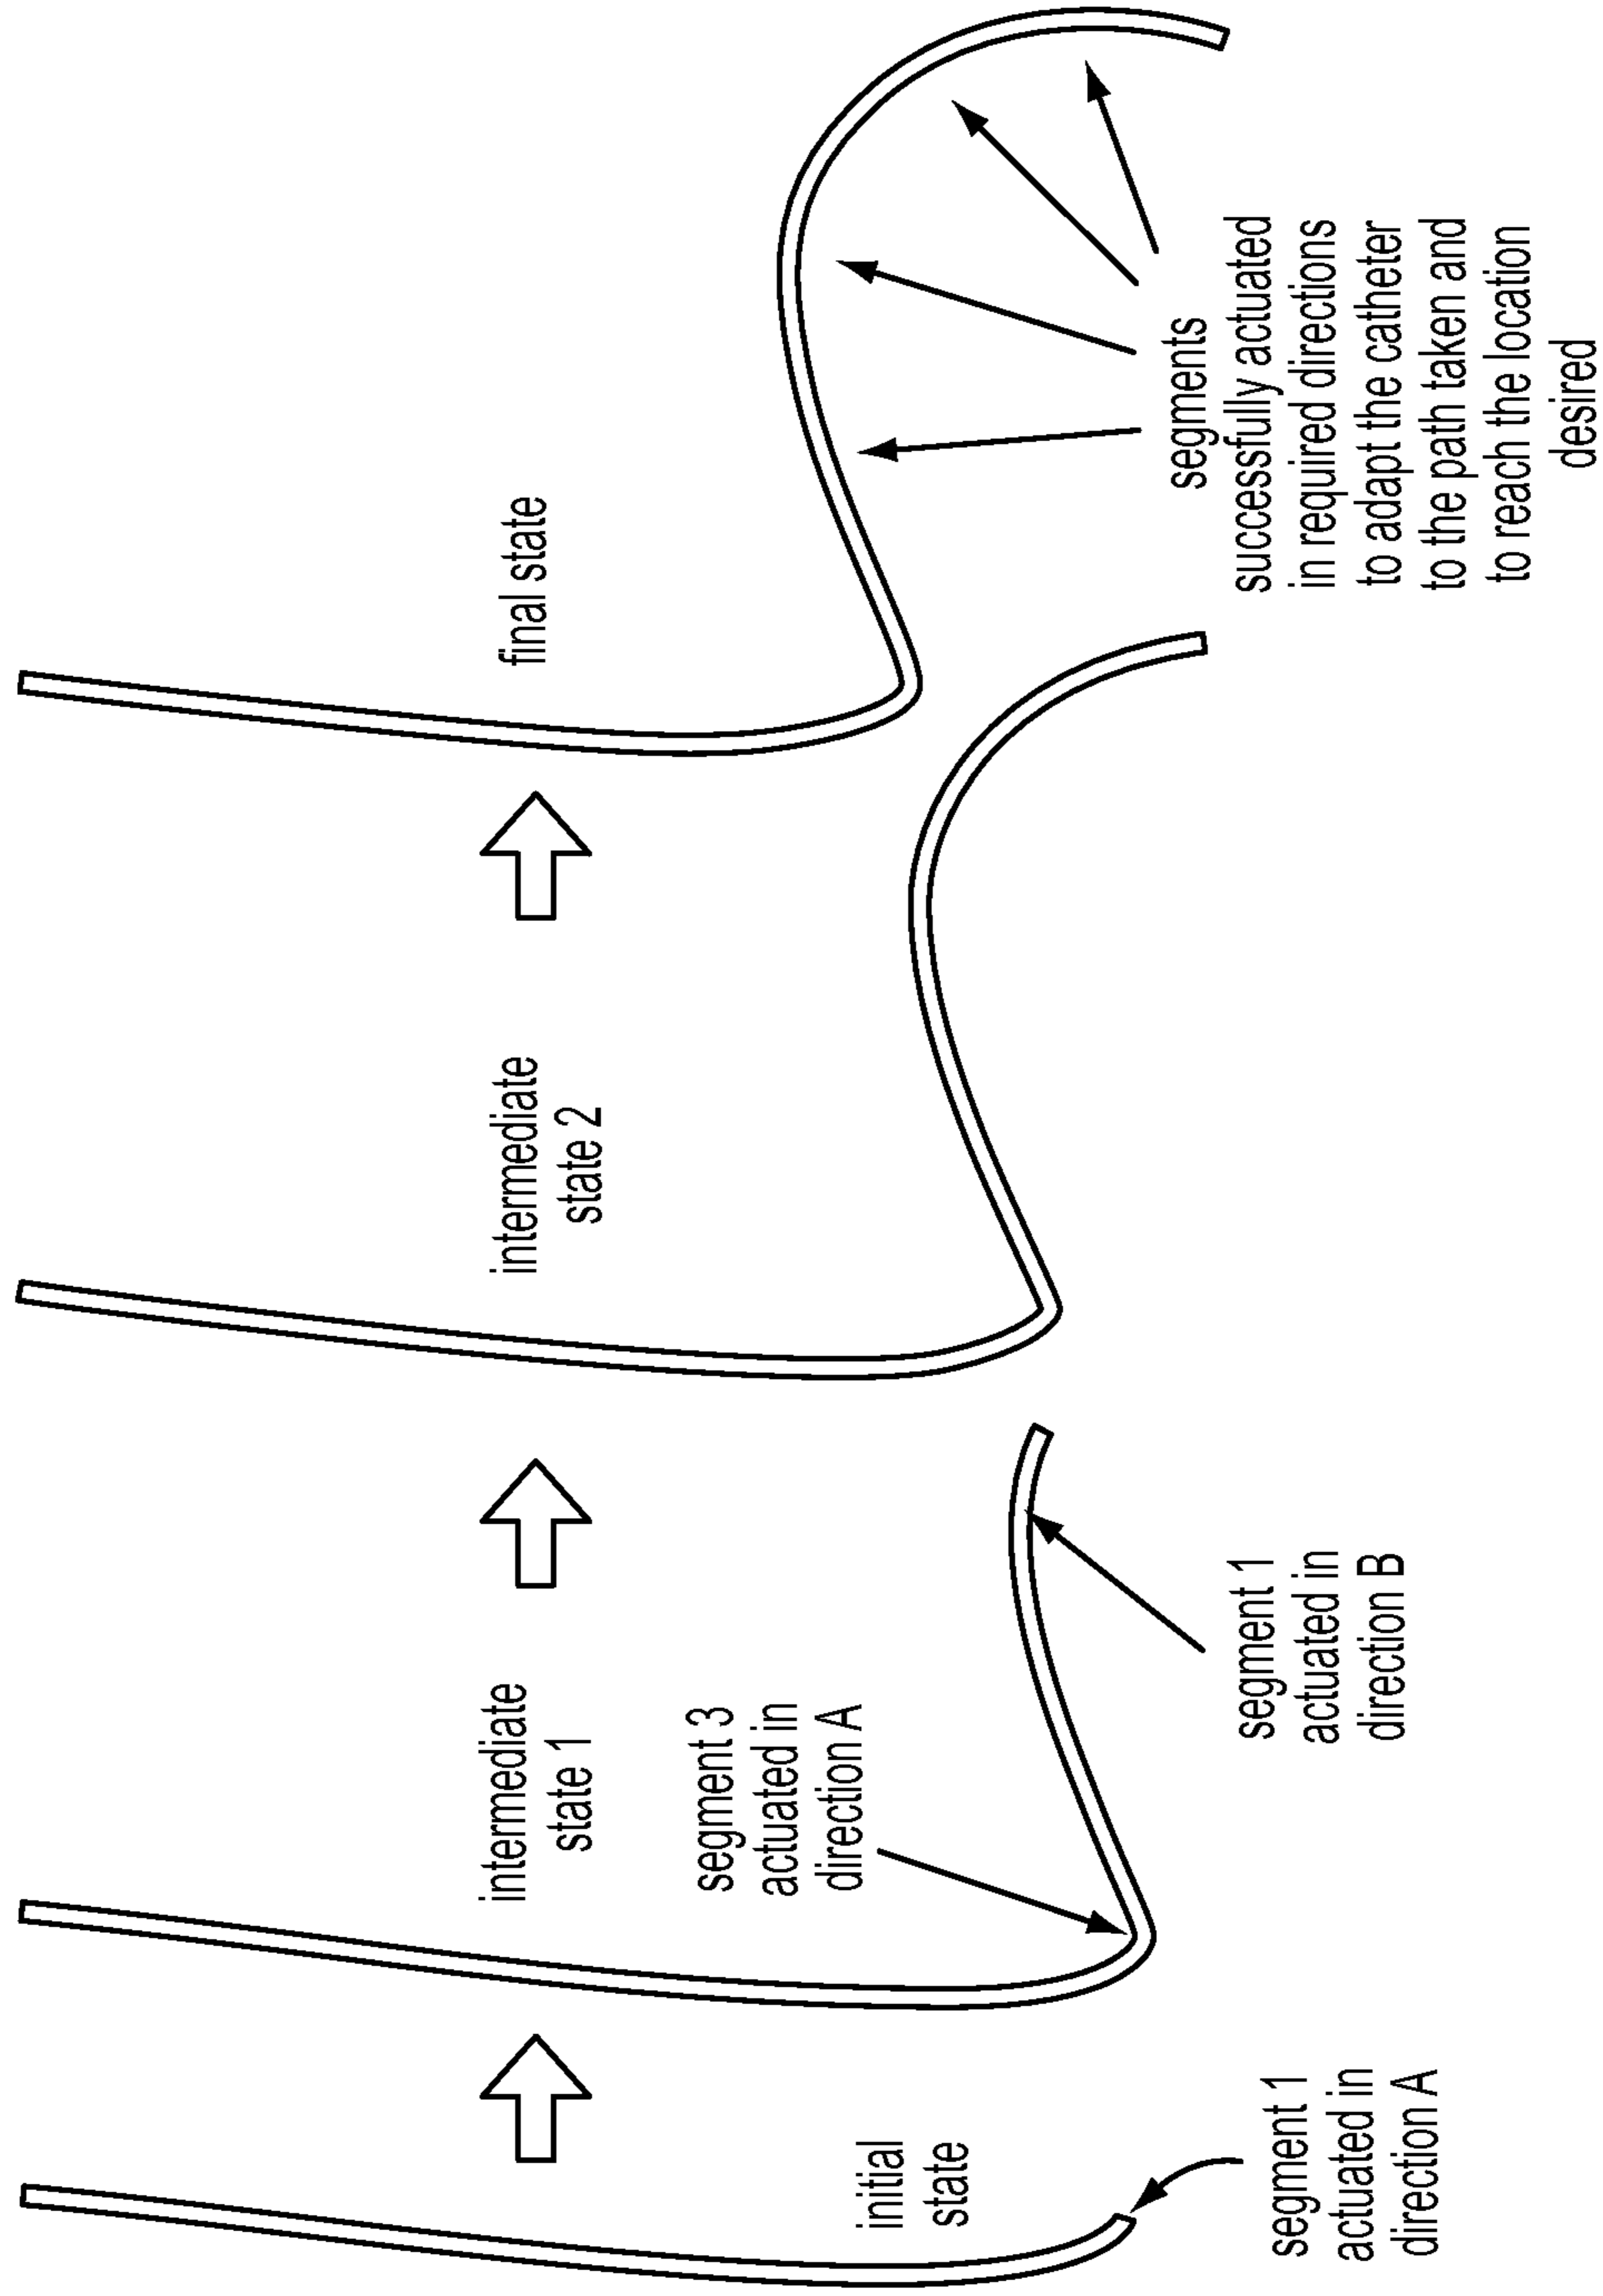 initial
state
segment 1
actuated in
direction A
intermediate
state 1
segment 3
actuated in
direction A
segment 1
actuated in
direction B
intermediate
state 2
final state
segments
successfully actuated
in required directions
to adapt the catheter
to the path taken and
to reach the location
desired